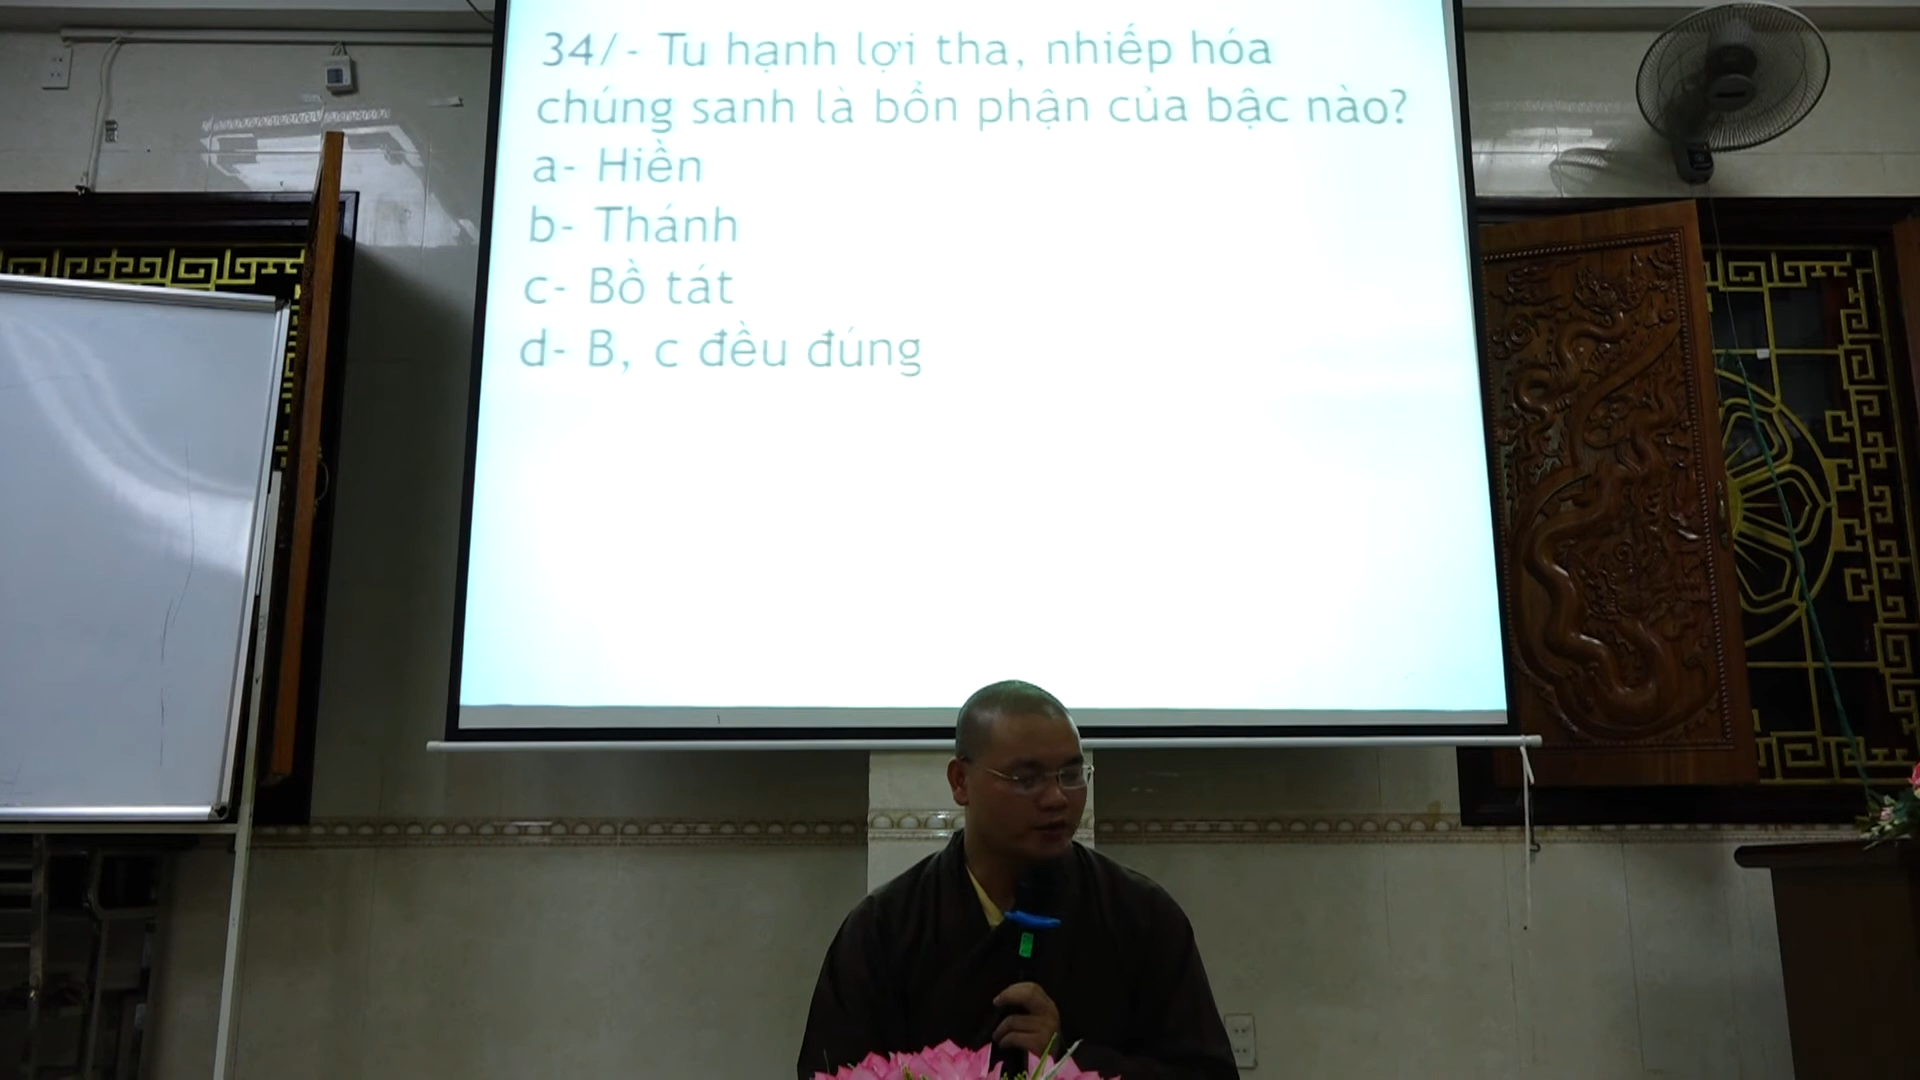 34/- Tu hạnh lợi tha, nhiếp hóa
chúng sanh là bổn phận của bậc nào?
a- Hiền
b- Thánh
c- Bồ tát
d- B, c đều đúng